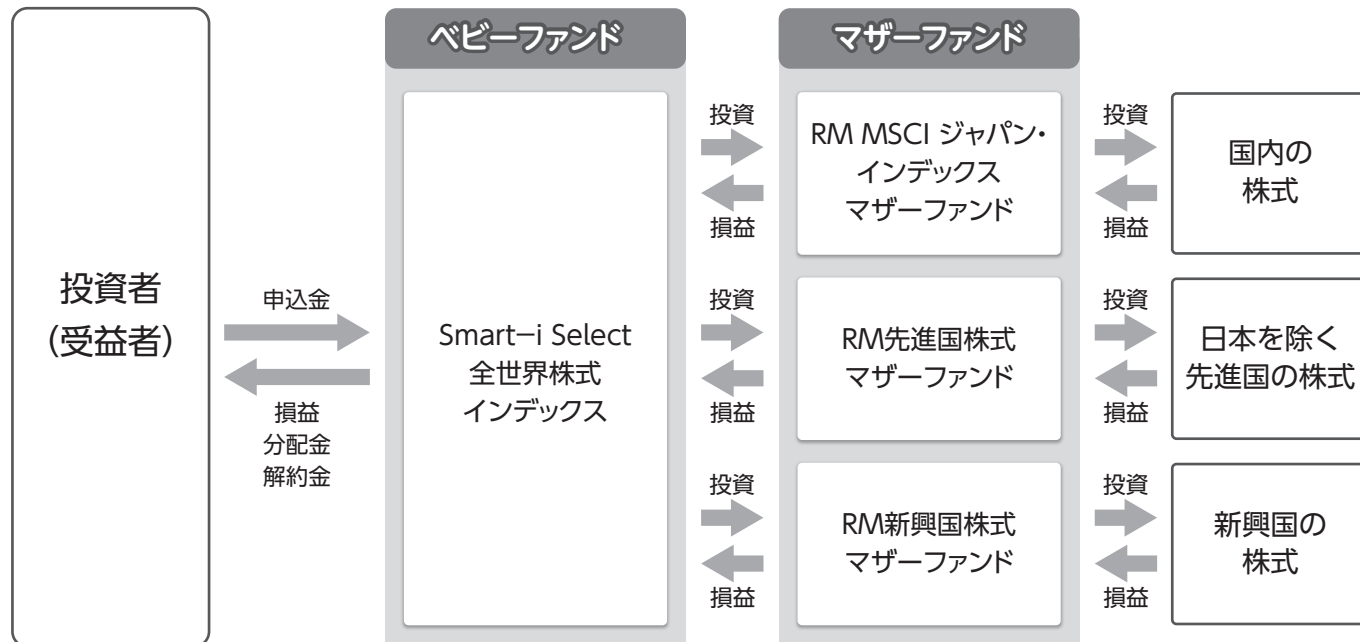 ベビーファンド
マザーファンド
投資者
(受益者)
申込金
損益
分配金
解約金
Smart-i Select
全世界株式
インデックス
投資
損益
RM MSCI ジャパン・
インデックス
マザーファンド
投資
損益
国内の
株式
投資
損益
RM先進国株式
マザーファンド
投資
損益
日本を除く
先進国の株式
投資
損益
RM新興国株式
マザーファンド
投資
損益
新興国の
株式